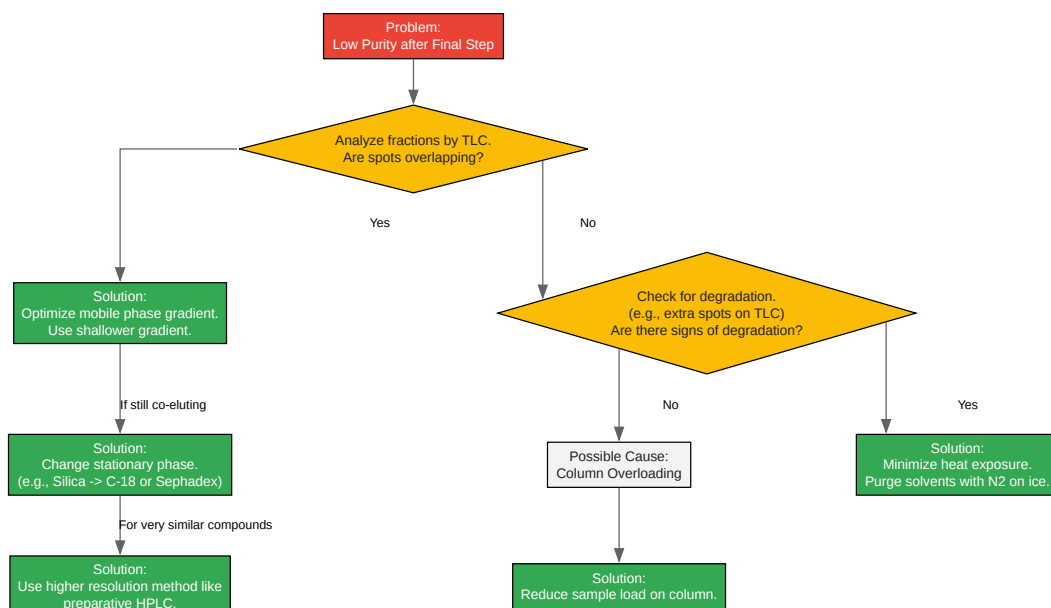 Problem:
Low Purity after Final Step
Analyze fractions by TLC.
Are spots overlapping?
Yes
No
Solution:
Optimize mobile phase gradient.
Use shallower gradient.
Check for degradation.
(e.g., extra spots on TLC)
Are there signs of degradation?
If still co-eluting
No
Yes
Solution:
Change stationary phase.
(e.g., Silica -> C-18 or Sephadex)
Possible Cause:
Column Overloading
Solution:
Minimize heat exposure.
Purge solvents with N2 on ice.
For very similar compounds
Solution:
Use higher resolution method like
preparative HPLC.
Solution:
Reduce sample load on column.